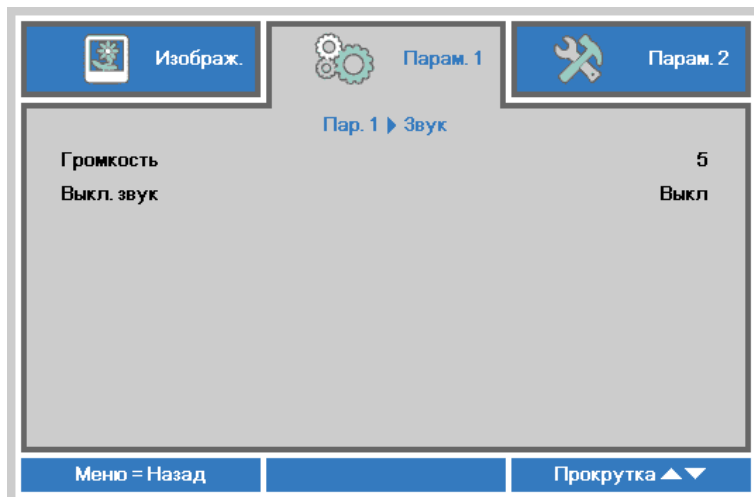 Изображ. Парам. 1 Парам. 2
Пар. 1 Звук
Громкость 5
Выкл. звук Выкл
Меню = Назад Прокрутка